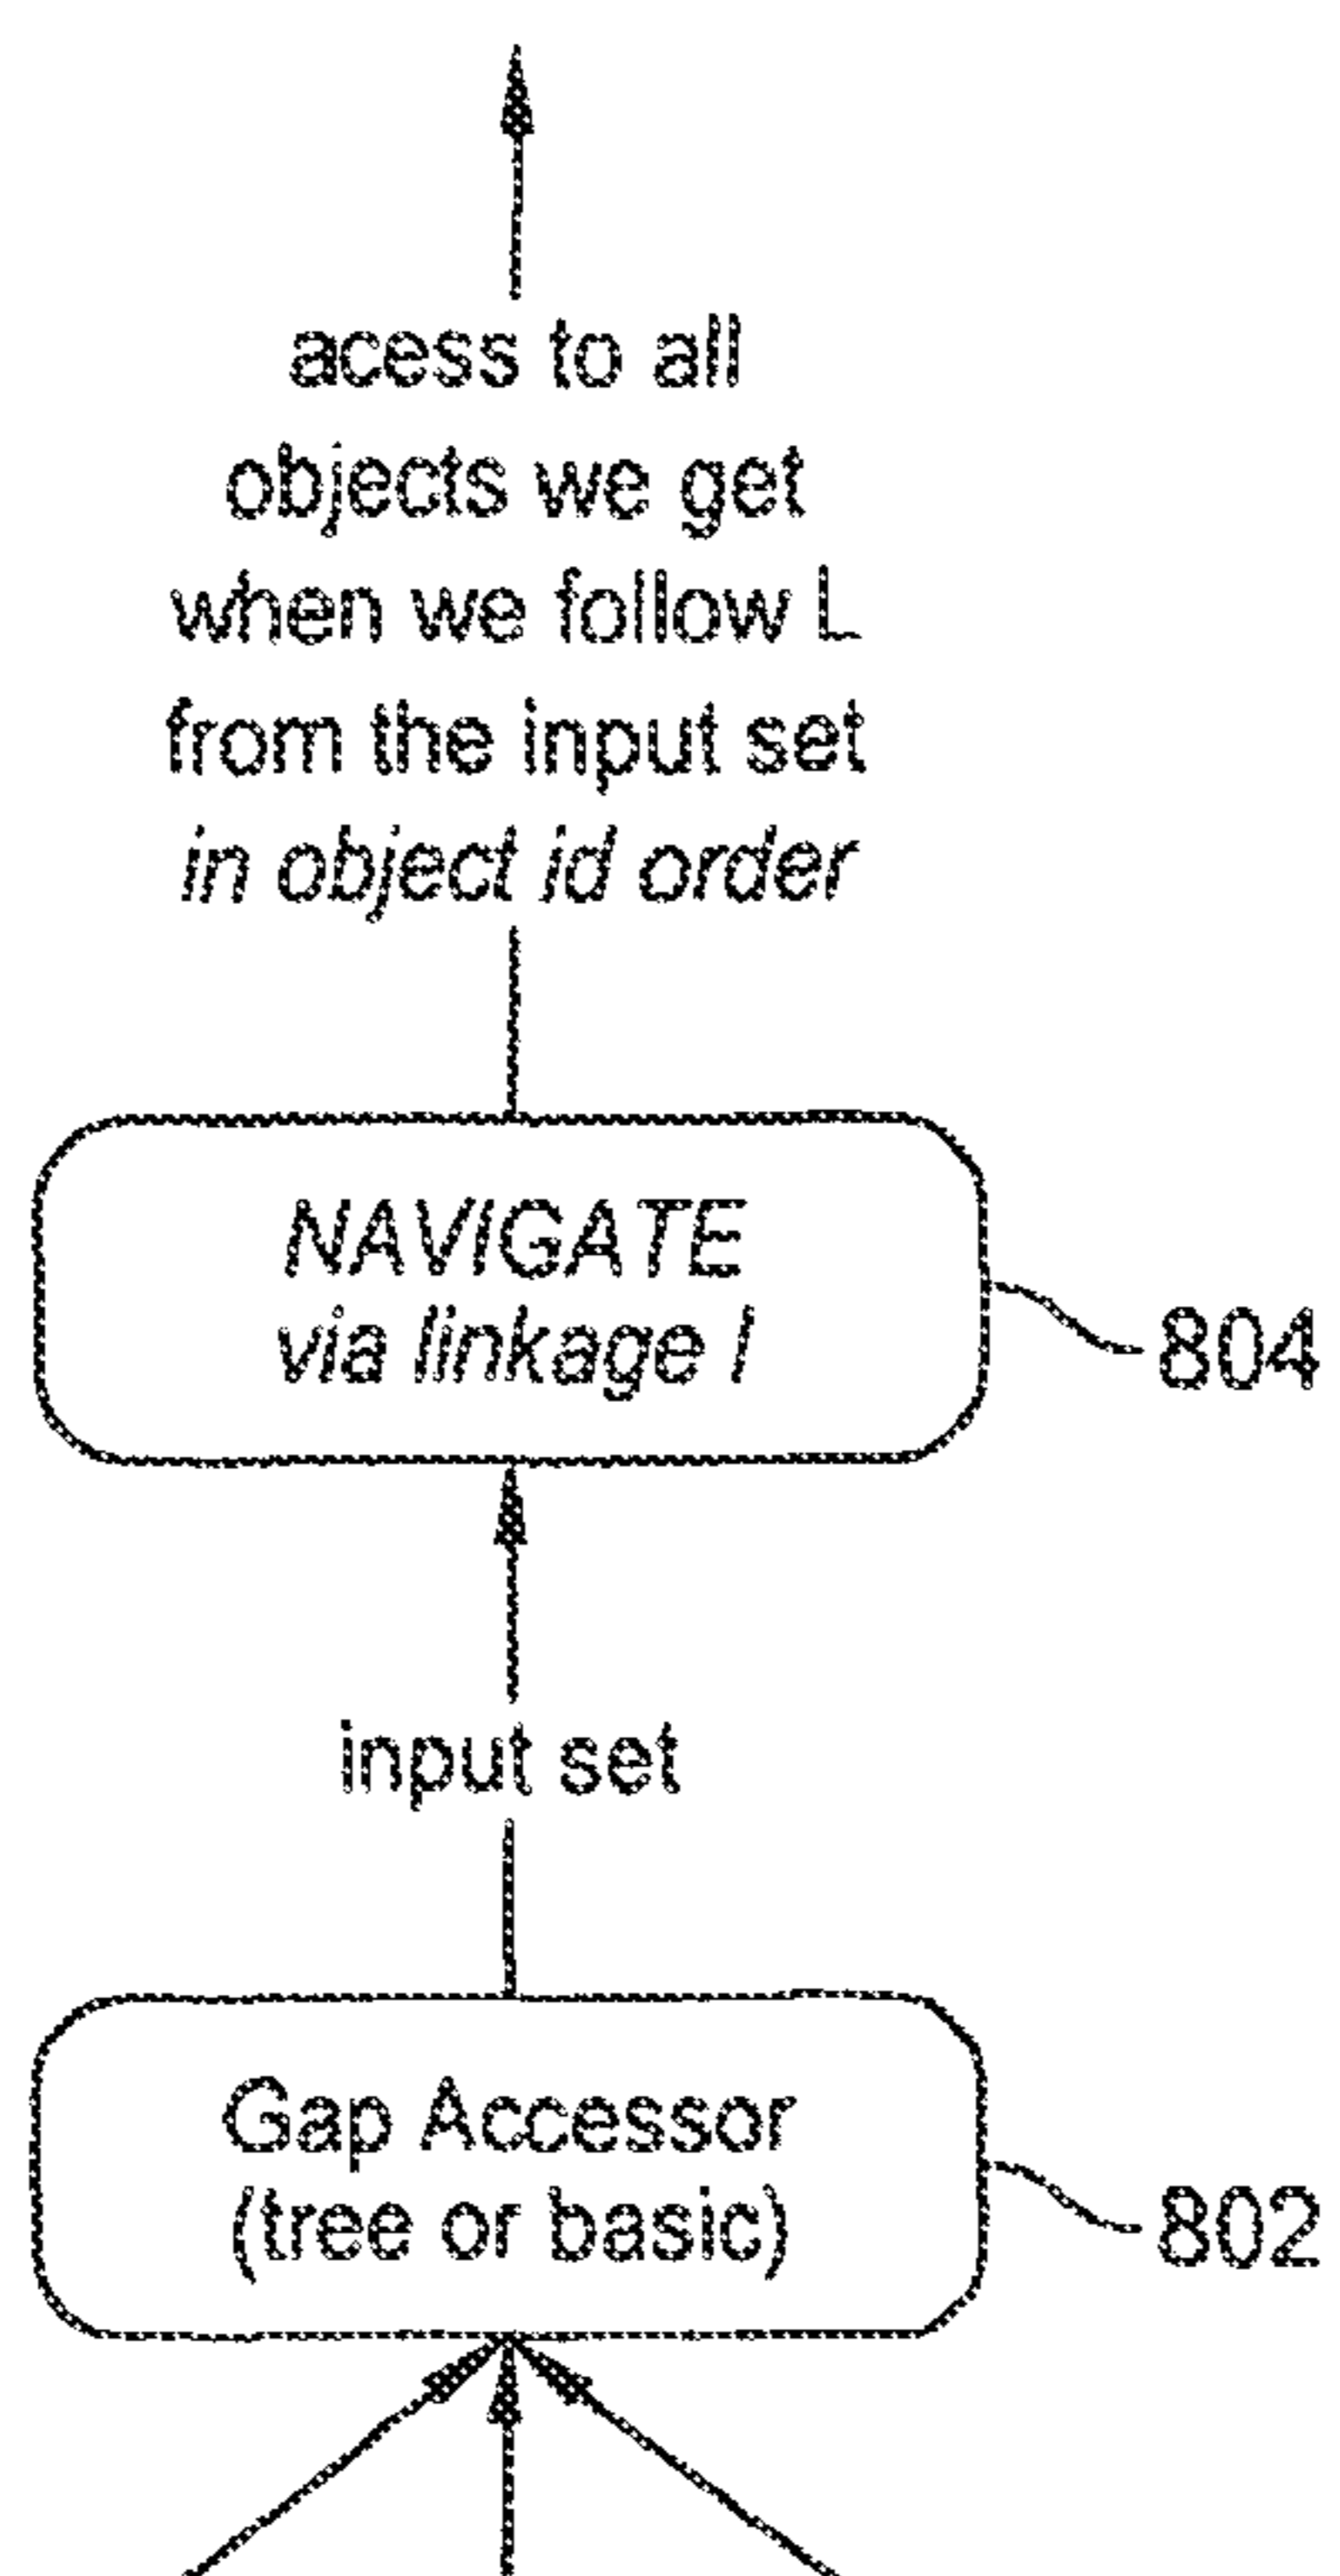 acess to all
objects we get
when we follow L
from the input set
in object id order
NAVIGATE
via linkage l
804
input set
Gap Accessor
(tree or basic)
802